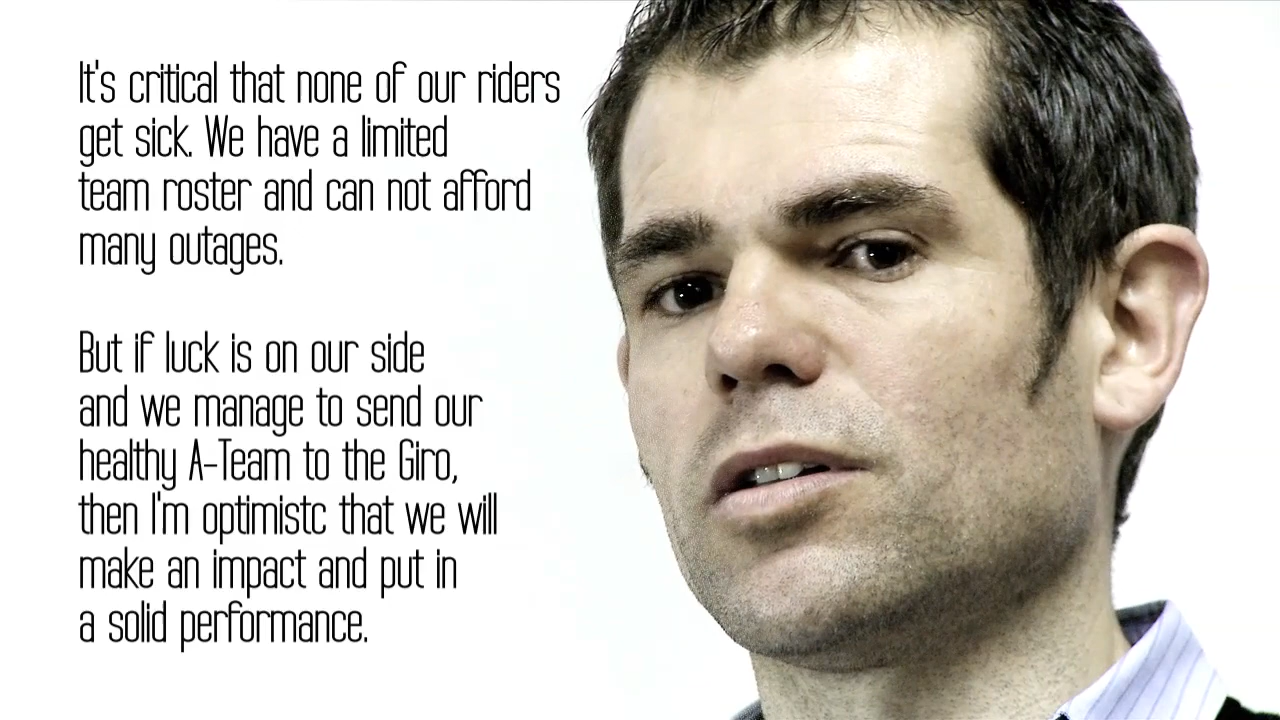 It's critical that none of our riders
get sick. We have a limited
team roster and can not afford
many outages.
But if luck is on our side
and we manage to send our
healthy A-Team to the Giro,
then I'm optimistc that we will
make an impact and put in
a solid performance.